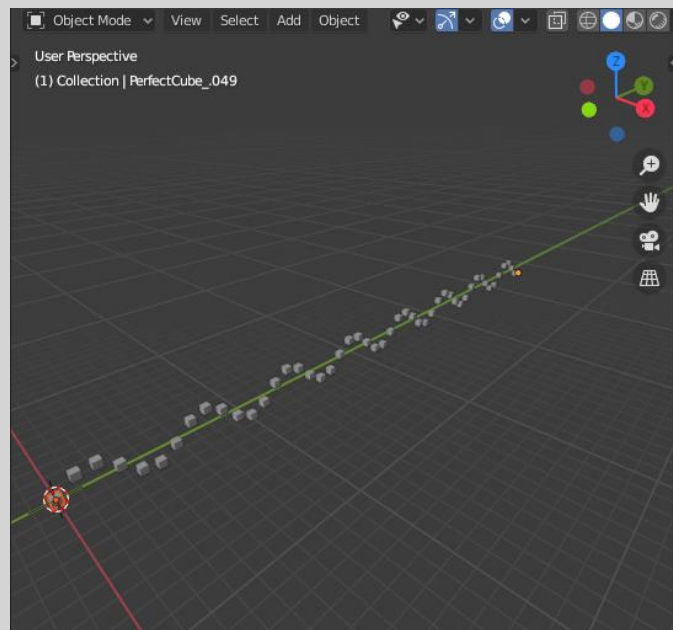 Object Mode View Select Add Object
User Perspective
(1) Collection | PerfectCube_.049
Z
Y
X